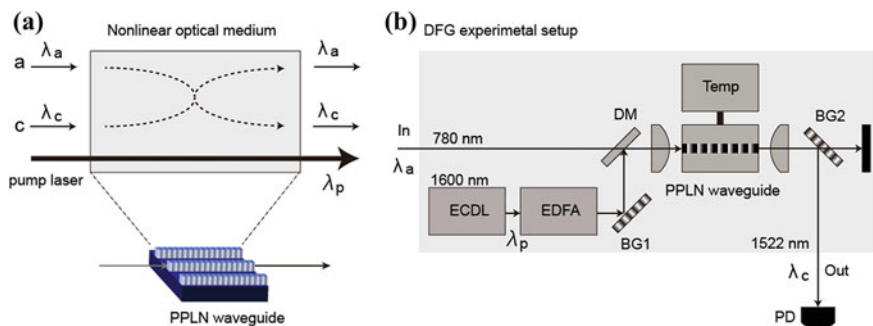 (a)
Nonlinear optical medium
a
λa
λa
c
λc
λc
pump laser
λp
PPLN waveguide
(b)
DFG experimetal setup
Temp
DM
BG2
In
780 nm
λa
1600 nm
PPLN waveguide
ECDL
EDFA
λp
BG1
1522 nm
λc
Out
PD